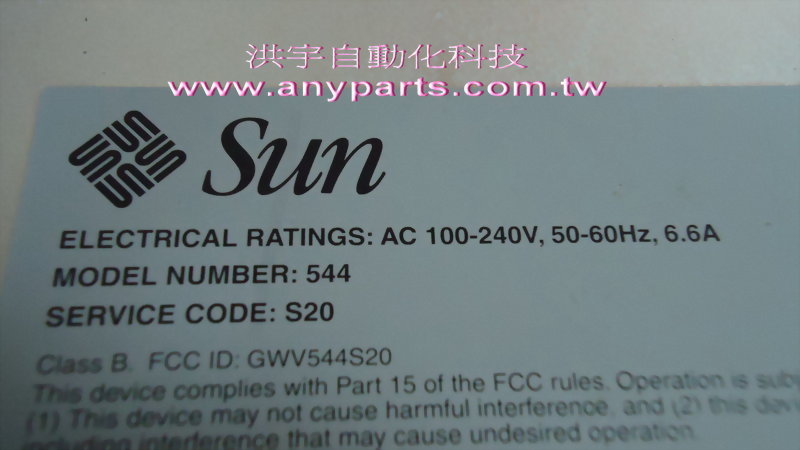 洪宇自動化科技
www.anyparts.com.tw
Sun
ELECTRICAL RATINGS: AC 100-240V, 50-60Hz, 6.6A
MODEL NUMBER: 544
SERVICE CODE: S20
Class B. FCC ID: GWV544S20
This device complies with Part 15 of the FCC rules. Operation is subj
(1) This device may not cause harmful interference, and (2) this devi
including interference that may cause undesired operation.